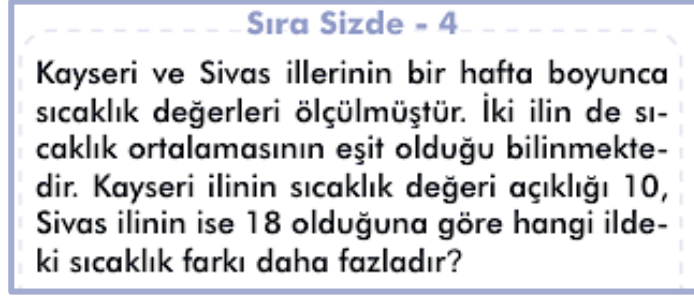 Sıra Sizde - 4
Kayseri ve Sivas illerinin bir hafta boyunca
sıcaklık değerleri ölçülmüştür. İki ilin de sı-
caklık ortalamasının eşit olduğu bilinmekte-
dir. Kayseri ilinin sıcaklık değeri açıklığı 10,
Sivas ilinin ise 18 olduğuna göre hangi ilde-
ki sıcaklık farkı daha fazladır?